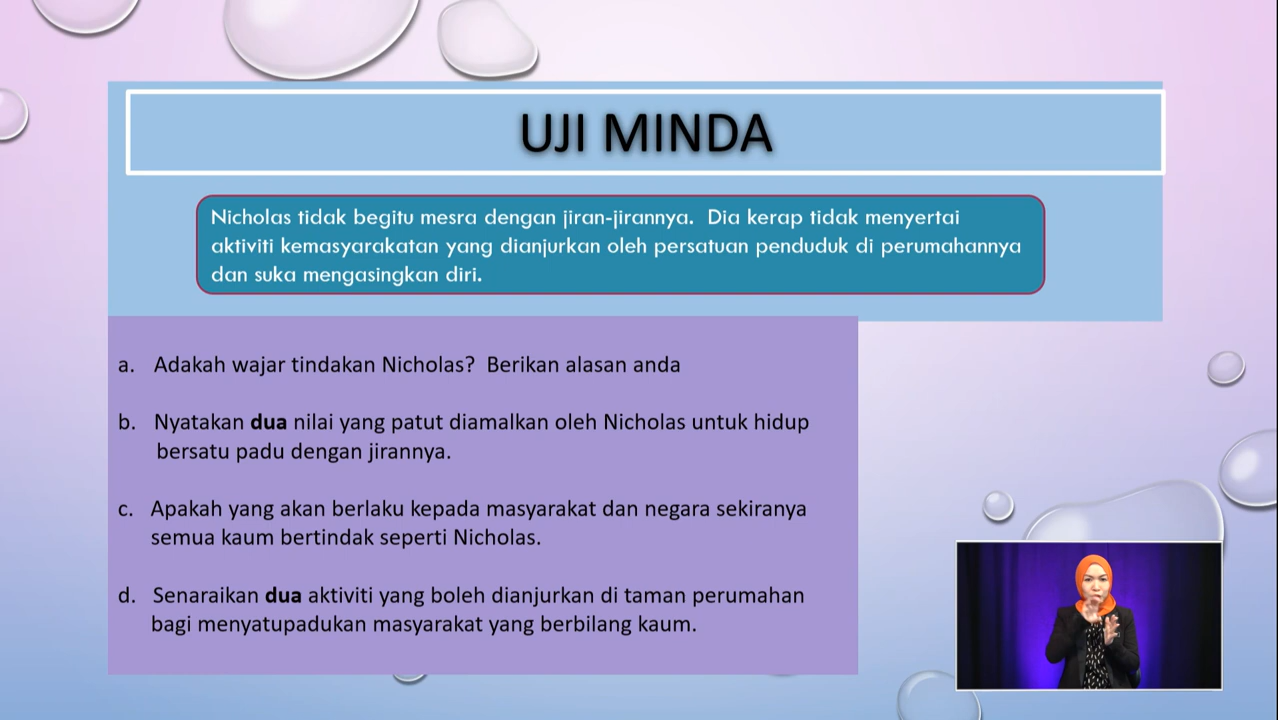 UJI MINDA
Nicholas tidak begitu mesra dengan jiran-jirannya. Dia kerap tidak menyertai
aktiviti kemasyarakatan yang dianjurkan oleh persatuan penduduk di perumahannya
dan suka mengasingkan diri.
a. Adakah wajar tindakan Nicholas? Berikan alasan anda
b. Nyatakan dua nilai yang patut diamalkan oleh Nicholas untuk hidup
bersatu padu dengan jirannya.
c. Apakah yang akan berlaku kepada masyarakat dan negara sekiranya
semua kaum bertindak seperti Nicholas.
d. Senaraikan dua aktiviti yang boleh dianjurkan di taman perumahan
bagi menyatupadukan masyarakat yang berbilang kaum.